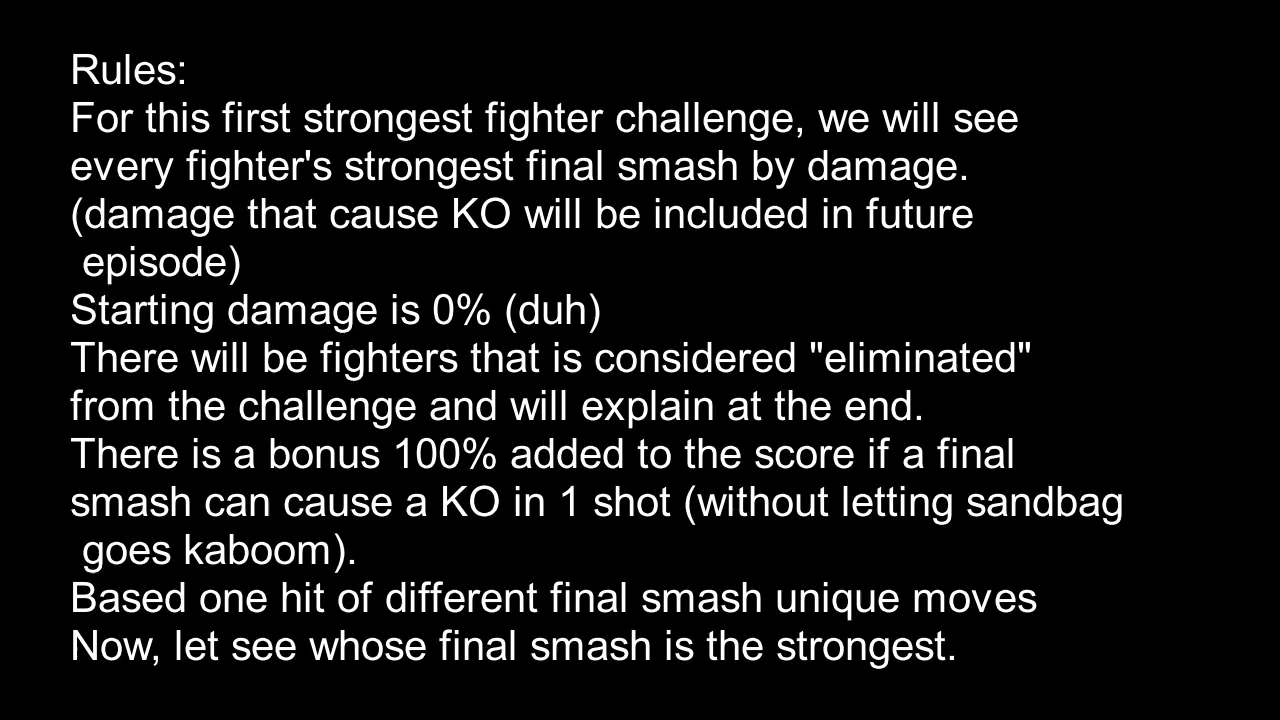 Rules:
For this first strongest fighter challenge, we will see
every fighter's strongest final smash by damage.
(damage that cause KO will be included in future
episode)
Starting damage is 0% (duh)
There will be fighters that is considered "eliminated"
from the challenge and will explain at the end.
There is a bonus 100% added to the score if a final
smash can cause a KO in 1 shot (without letting sandbag
goes kaboom).
Based one hit of different final smash unique moves
Now, let see whose final smash is the strongest.